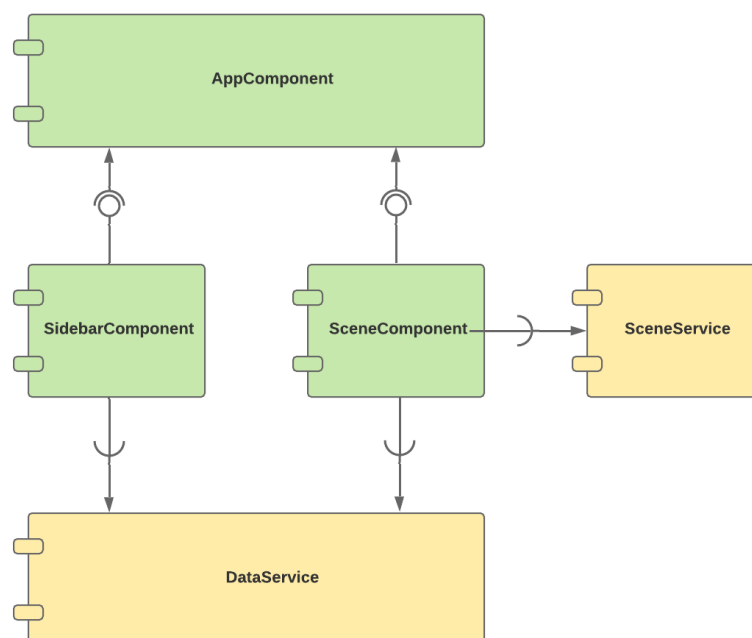 AppComponent
SidebarComponent
SceneComponent
SceneService
DataService